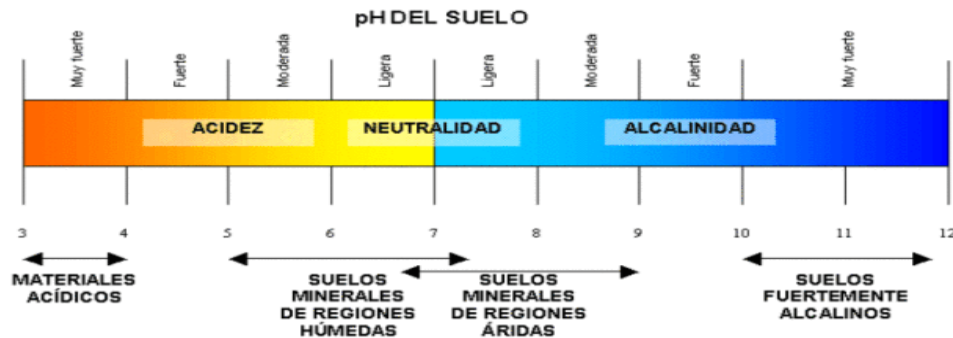 pH DEL SUELO
Muy fuerte
Fuerte
Moderada
Ligera
Ligera
Moderada
Fuerte
Muy fuerte
ACIDEZ
NEUTRALIDAD
ALCALINIDAD
3 4 5 6 7 8 9 10 11 12
MATERIALES
ACÍDICOS
SUELOS
MINERALES
DE REGIONES
HÚMEDAS
SUELOS
MINERALES
DE REGIONES
ÁRIDAS
SUELOS
FUERTEMENTE
ALCALINOS